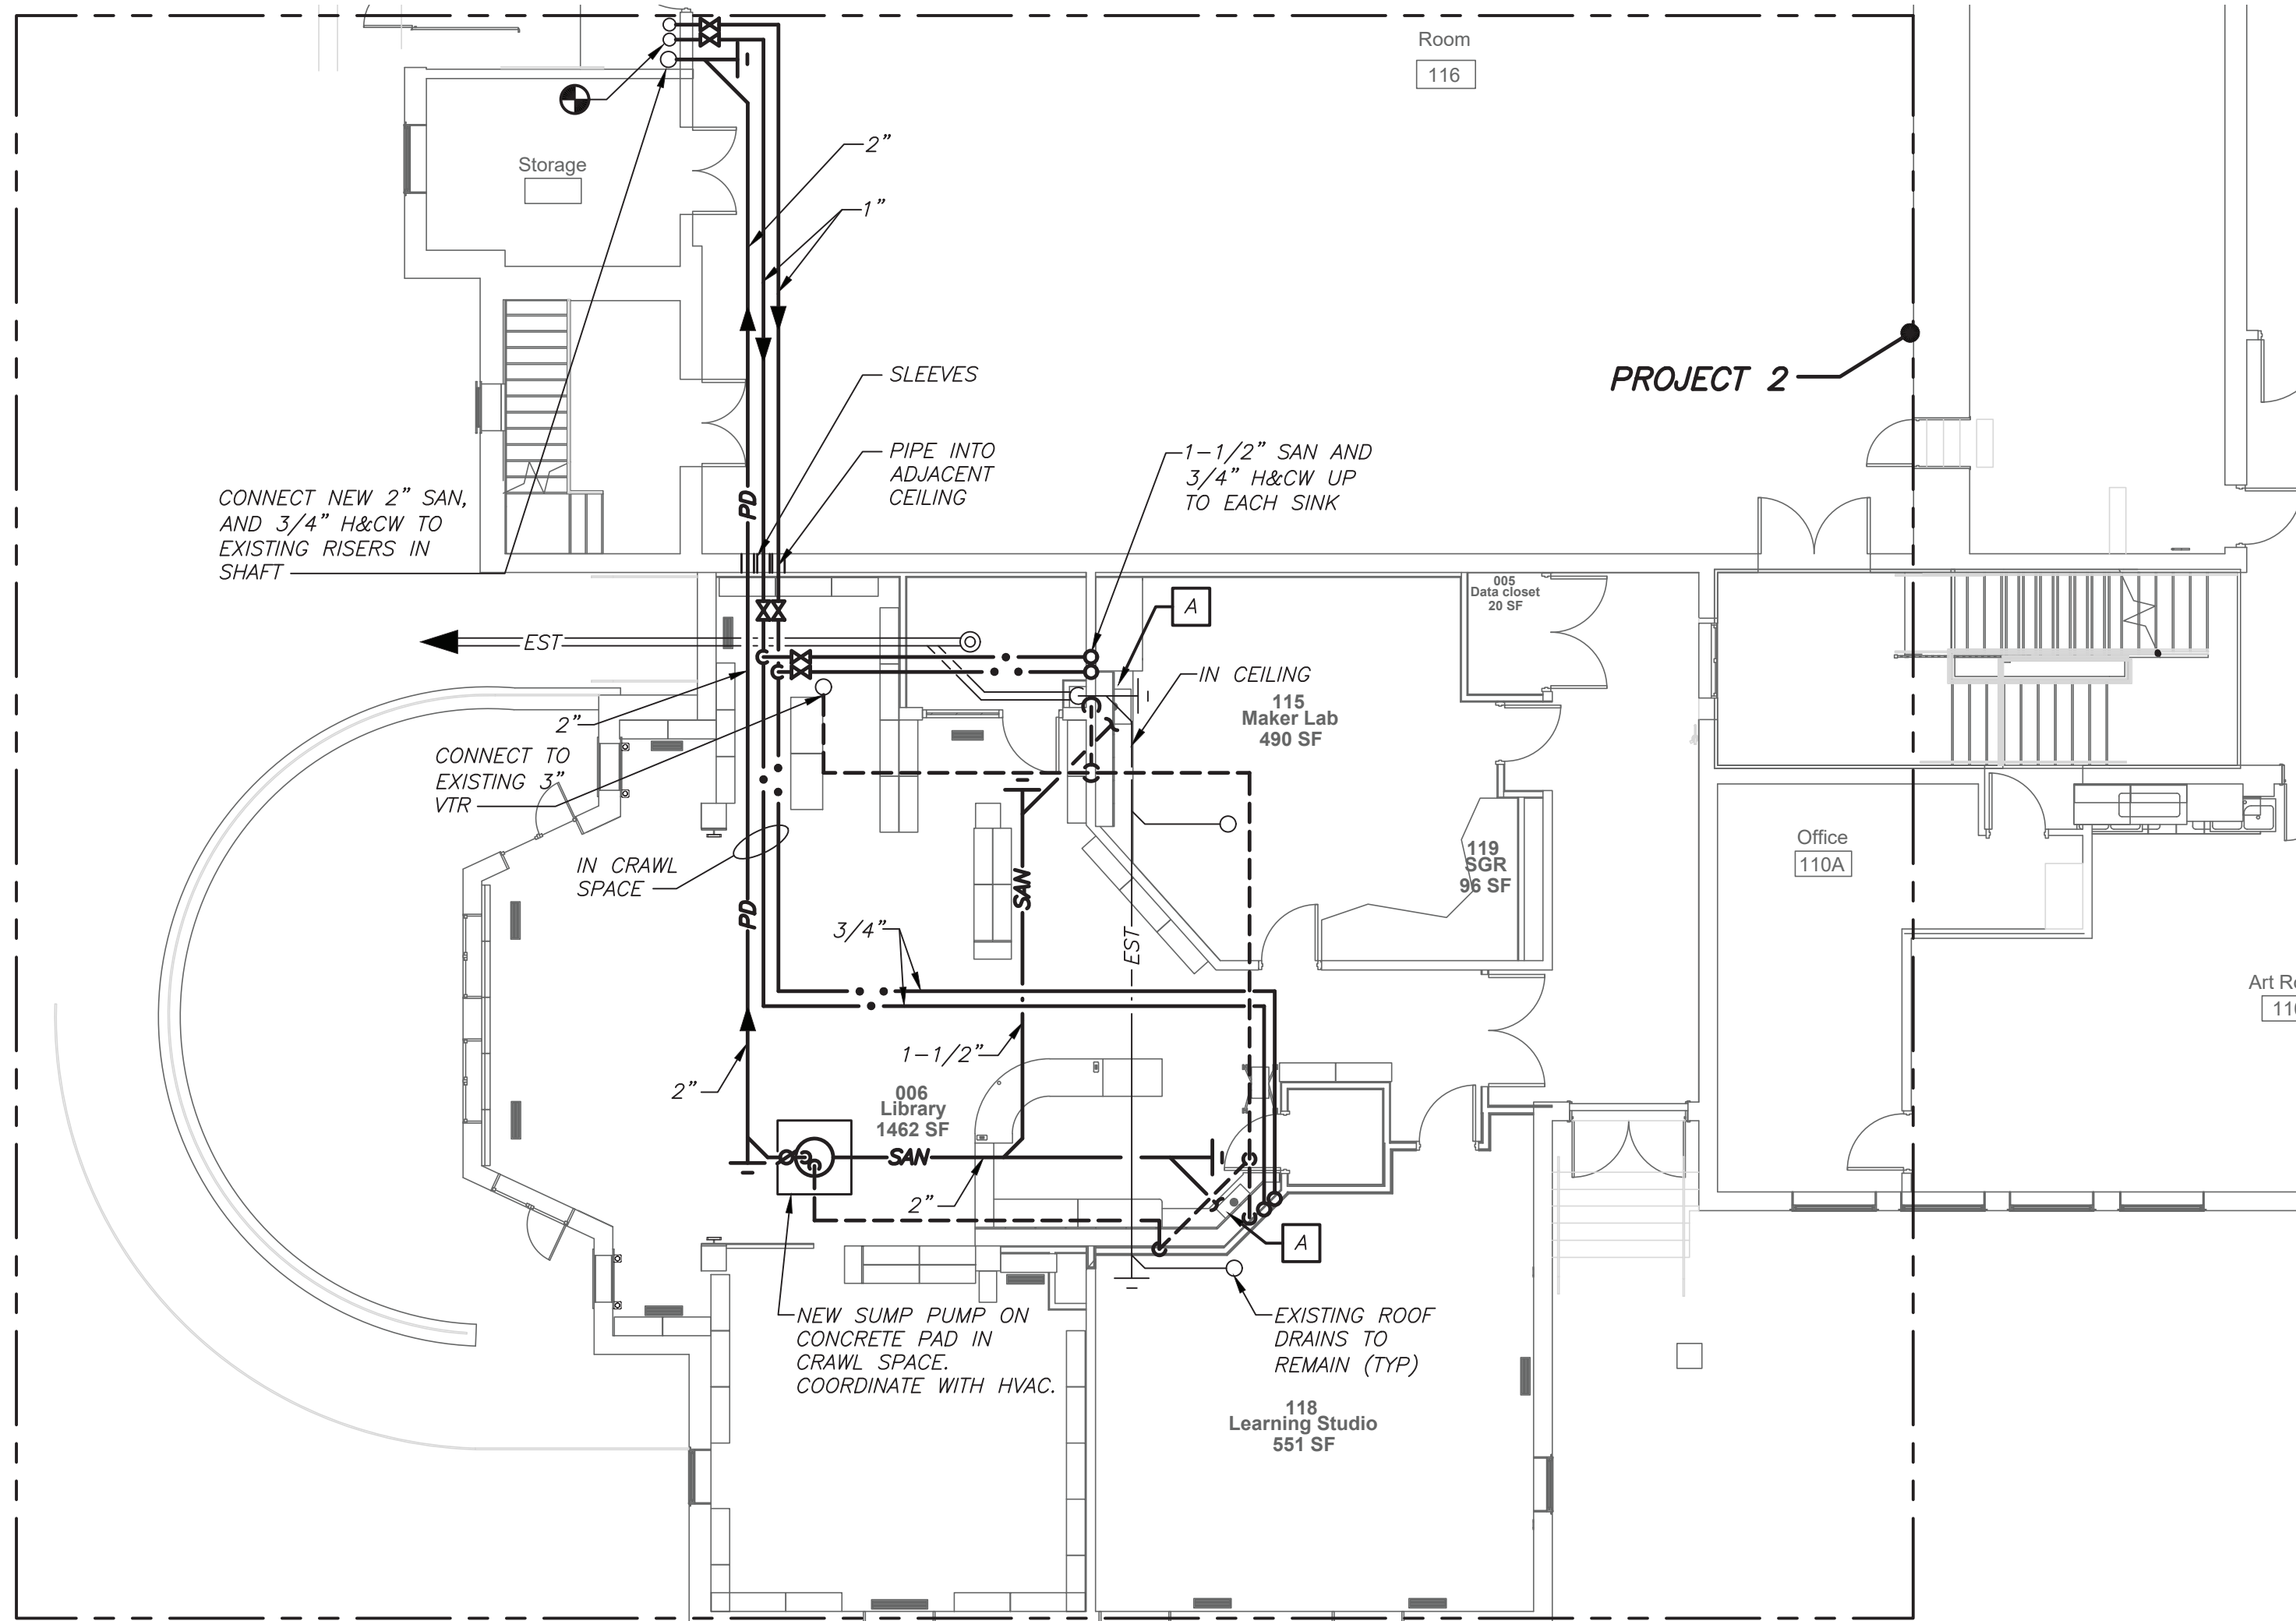 Room
116
Storage
2”
1”
SLEEVES
PROJECT 2
PIPE INTO
ADJACENT
CEILING
1-1/2” SAN AND
3/4” H&CW UP
TO EACH SINK
CONNECT NEW 2” SAN,
AND 3/4” H&CW TO
EXISTING RISERS IN
SHAFT
PD
005
Data closet
20 SF
A
EST
IN CEILING
115
Maker Lab
490 SF
2”
CONNECT TO
EXISTING 3”
VTR
IN CRAWL
SPACE
SAN
119
SGR
96 SF
Office
110A
PD
3/4”
EST
Art R
11
1-1/2”
2”
006
Library
1462 SF
SAN
2”
A
NEW SUMP PUMP ON
CONCRETE PAD IN
CRAWL SPACE.
COORDINATE WITH HVAC.
EXISTING ROOF
DRAINS TO
REMAIN (TYP)
118
Learning Studio
551 SF